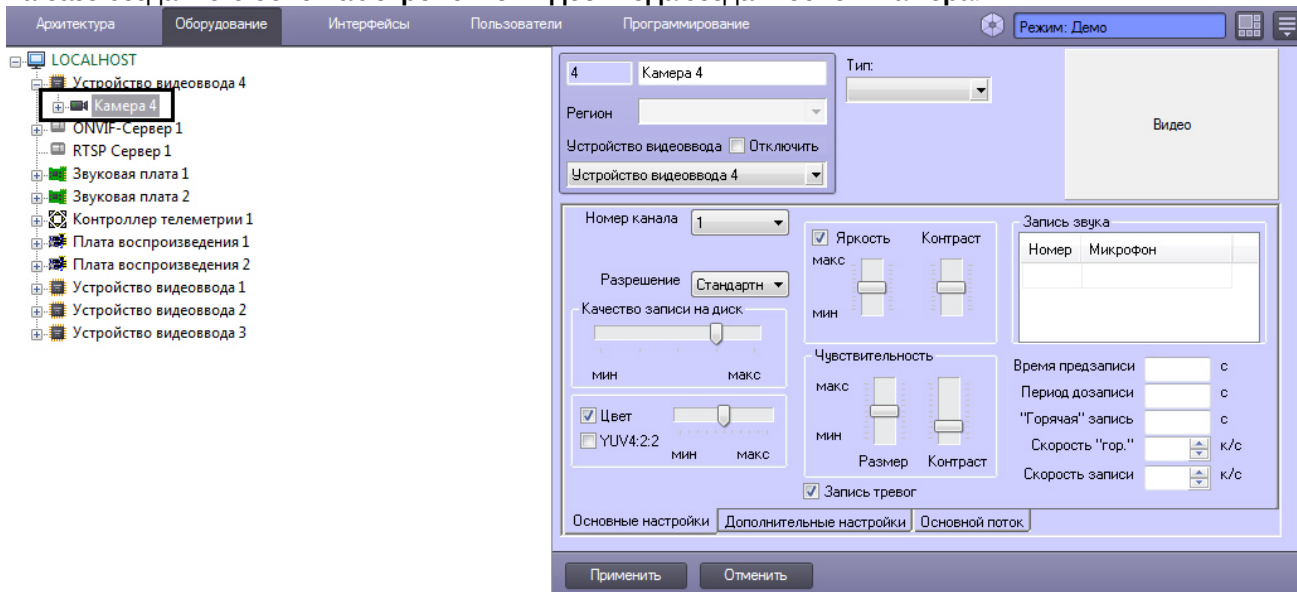 Архитектура Оборудование Интерфейсы Пользователи Программирование Режим: Демо
LOCALHOST
Устройство видеоввода 4
Камера 4
ONVIF-Сервер 1
RTSP Сервер 1
Звуковая плата 1
Звуковая плата 2
Контроллер телеметрии 1
Плата воспроизведения 1
Плата воспроизведения 2
Устройство видеоввода 1
Устройство видеоввода 2
Устройство видеоввода 3
4 Камера 4
Регион
Устройство видеоввода Отключить
Устройство видеоввода 4
Тип:
Видео
Номер канала 1
Разрешение Стандартн
Качество записи на диск
мин макс
Цвет
YUV4:2:2
мин макс
Яркость Контраст
макс
мин
Чувствительность
макс
мин
Размер Контраст
Запись тревог
Запись звука
Номер Микрофон
Время предзаписи с
Период дозаписи с
"Горячая" запись с
Скорость "гор." к/с
Скорость записи к/с
Основные настройки Дополнительные настройки Основной поток
Применить Отменить